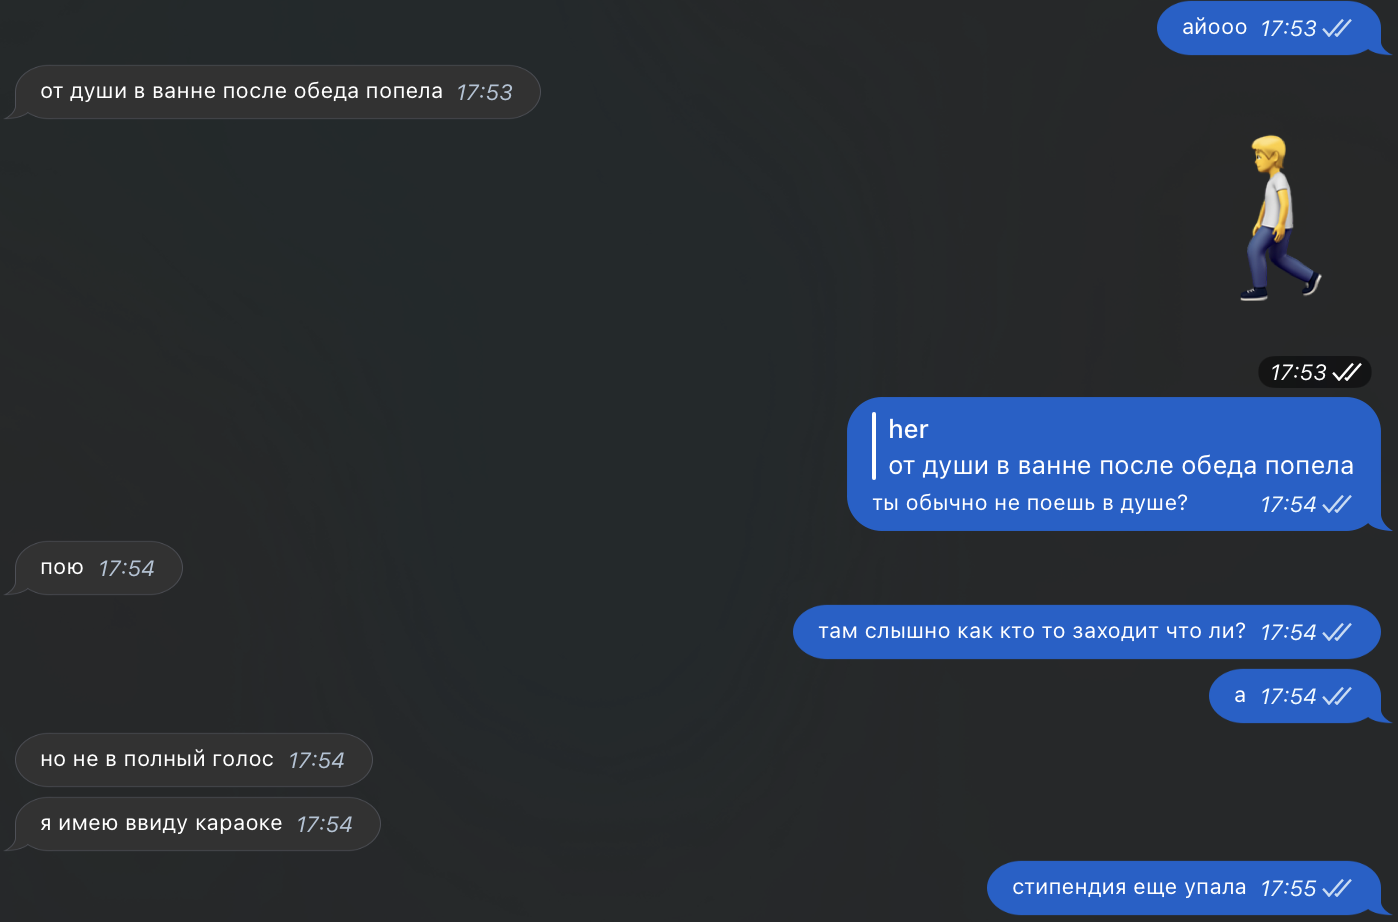 айооо 17:53
от души в ванне после обеда попела 17:53
17:53
her
от души в ванне после обеда попела
ты обычно не поешь в душе? 17:54
пою 17:54
там слышно как кто то заходит что ли? 17:54
а 17:54
но не в полный голос 17:54
я имею ввиду караоке 17:54
стипендия еще упала 17:55